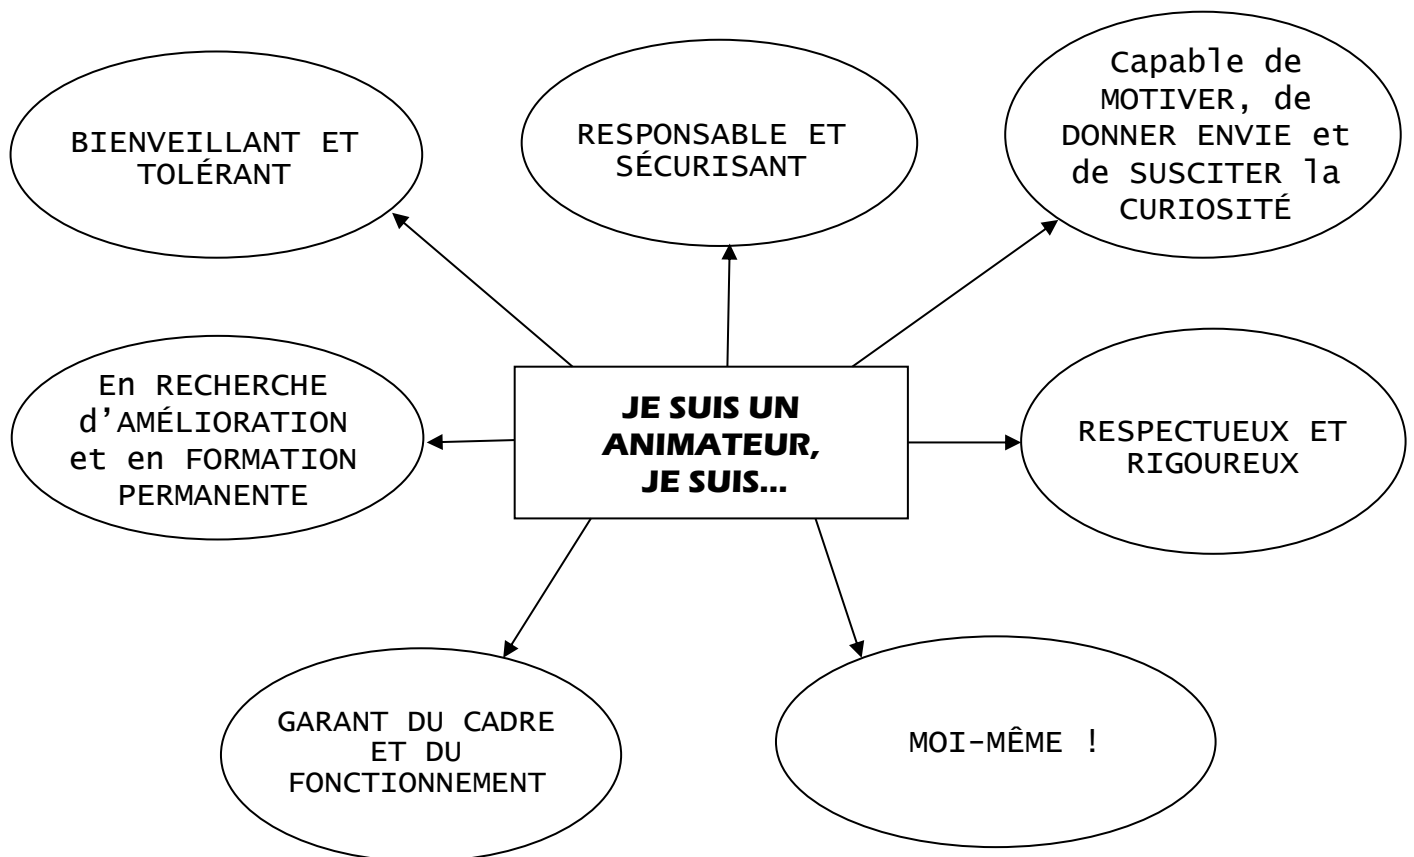 BIENVEILLANT ET
TOLÉRANT
RESPONSABLE ET
SÉCURISANT
Capable de
MOTIVER, de
DONNER ENVIE et
de SUSCITER la
CURIOSITÉ
En RECHERCHE
d’AMÉLIORATION
et en FORMATION
PERMANENTE
JE SUIS UN
ANIMATEUR,
JE SUIS...
RESPECTUEUX ET
RIGOUREUX
GARANT DU CADRE
ET DU
FONCTIONNEMENT
MOI-MÊME !